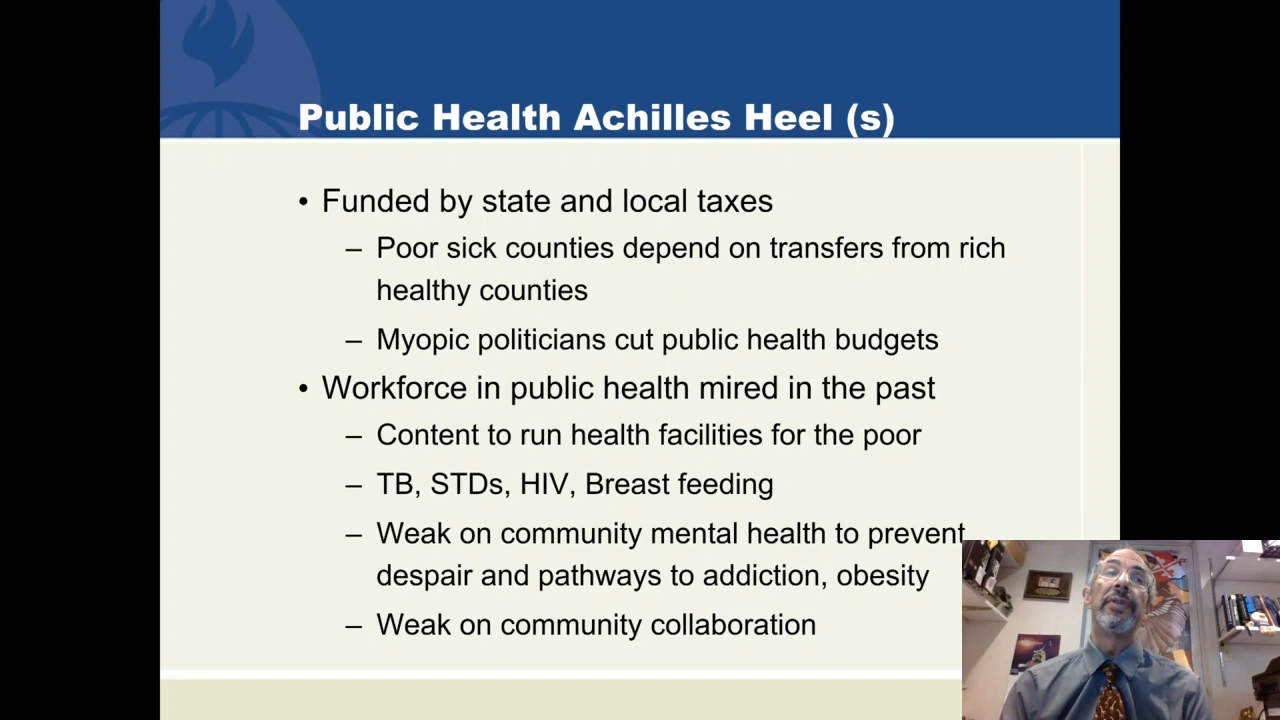 Public Health Achilles Heel (s)
• Funded by state and local taxes
– Poor sick counties depend on transfers from rich
healthy counties
– Myopic politicians cut public health budgets
• Workforce in public health mired in the past
– Content to run health facilities for the poor
– TB, STDs, HIV, Breast feeding
– Weak on community mental health to prevent
despair and pathways to addiction, obesity
– Weak on community collaboration